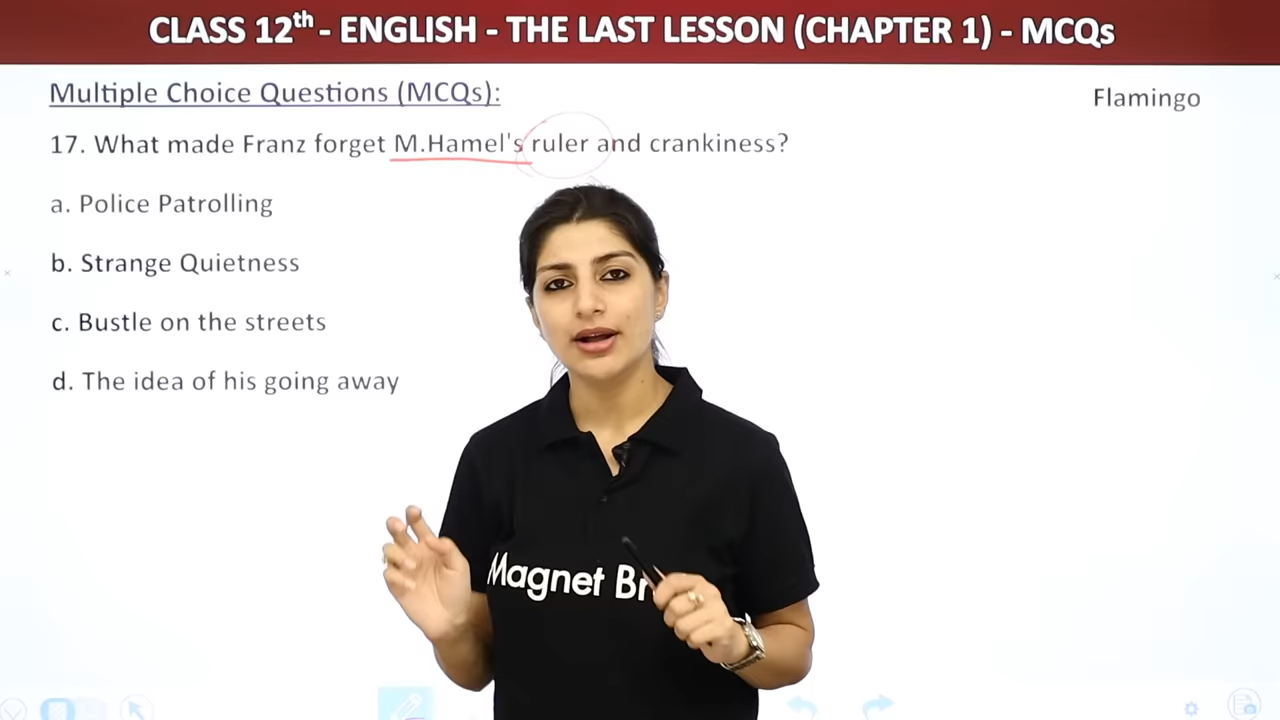 CLASS 12th - ENGLISH - THE LAST LESSON (CHAPTER 1) - MCQs
Multiple Choice Questions (MCQs):
Flamingo
17. What made Franz forget M.Hamel's ruler and crankiness?
a. Police Patrolling
b. Strange Quietness
c. Bustle on the streets
d. The idea of his going away
Magnet Br